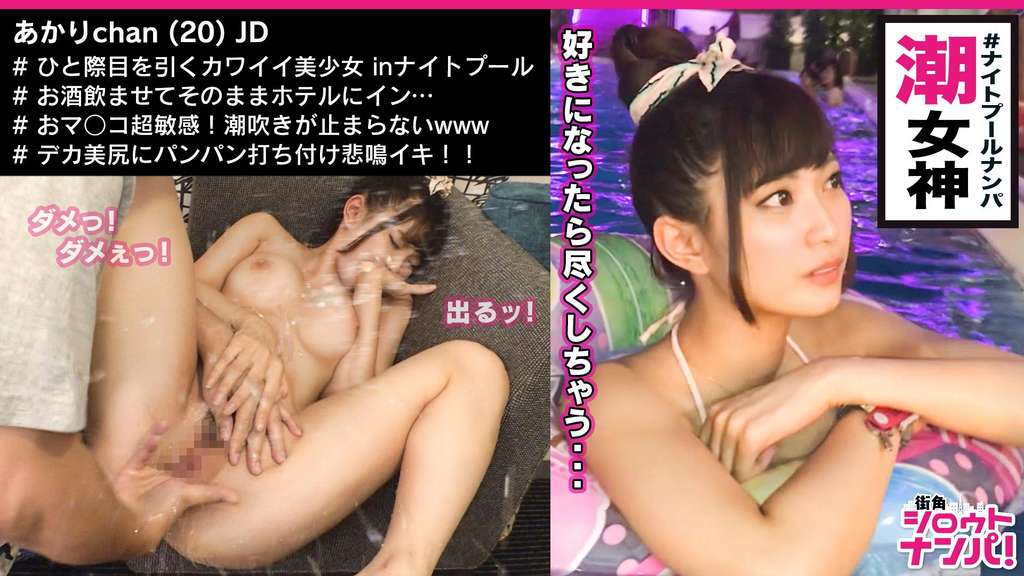 あかりchan (20) JD
# ひと際目を引くカワイイ美少女 inナイトプール
# お酒飲ませてそのままホテルにイン…
# おマ○コ超敏感！潮吹きが止まらないwww
# デカ美尻にパンパン打ち付け悲鳴イキ！！
ダメっ!
ダメぇっ!
出るッ!
好きになったら尽くしちゃう・・・
#ナイトプールナンパ
潮女神
街角
シロウト
ナンパ!